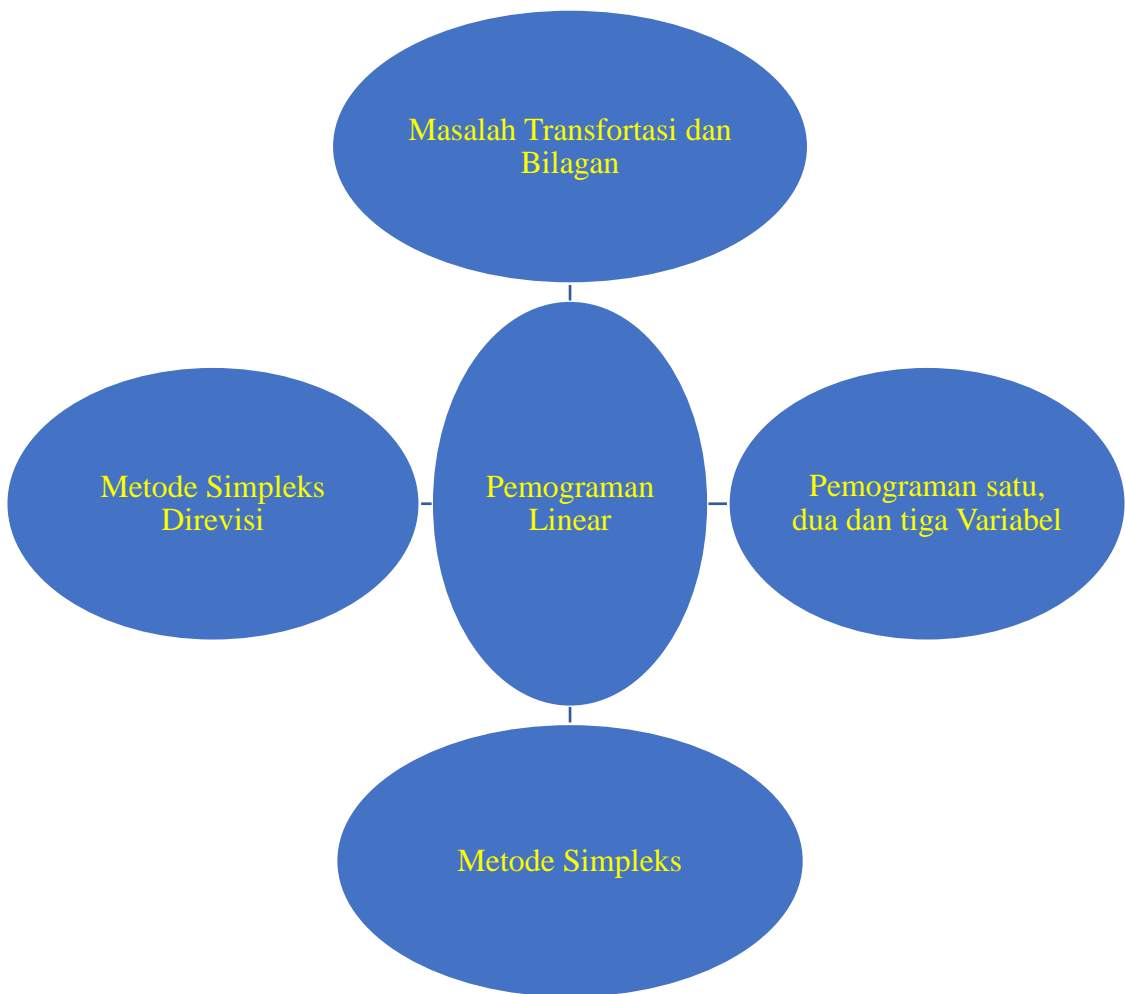 Masalah Transfortasi dan
Bilagan
Metode Simpleks
Direvisi
Pemograman
Linear
Pemograman satu,
dua dan tiga Variabel
Metode Simpleks